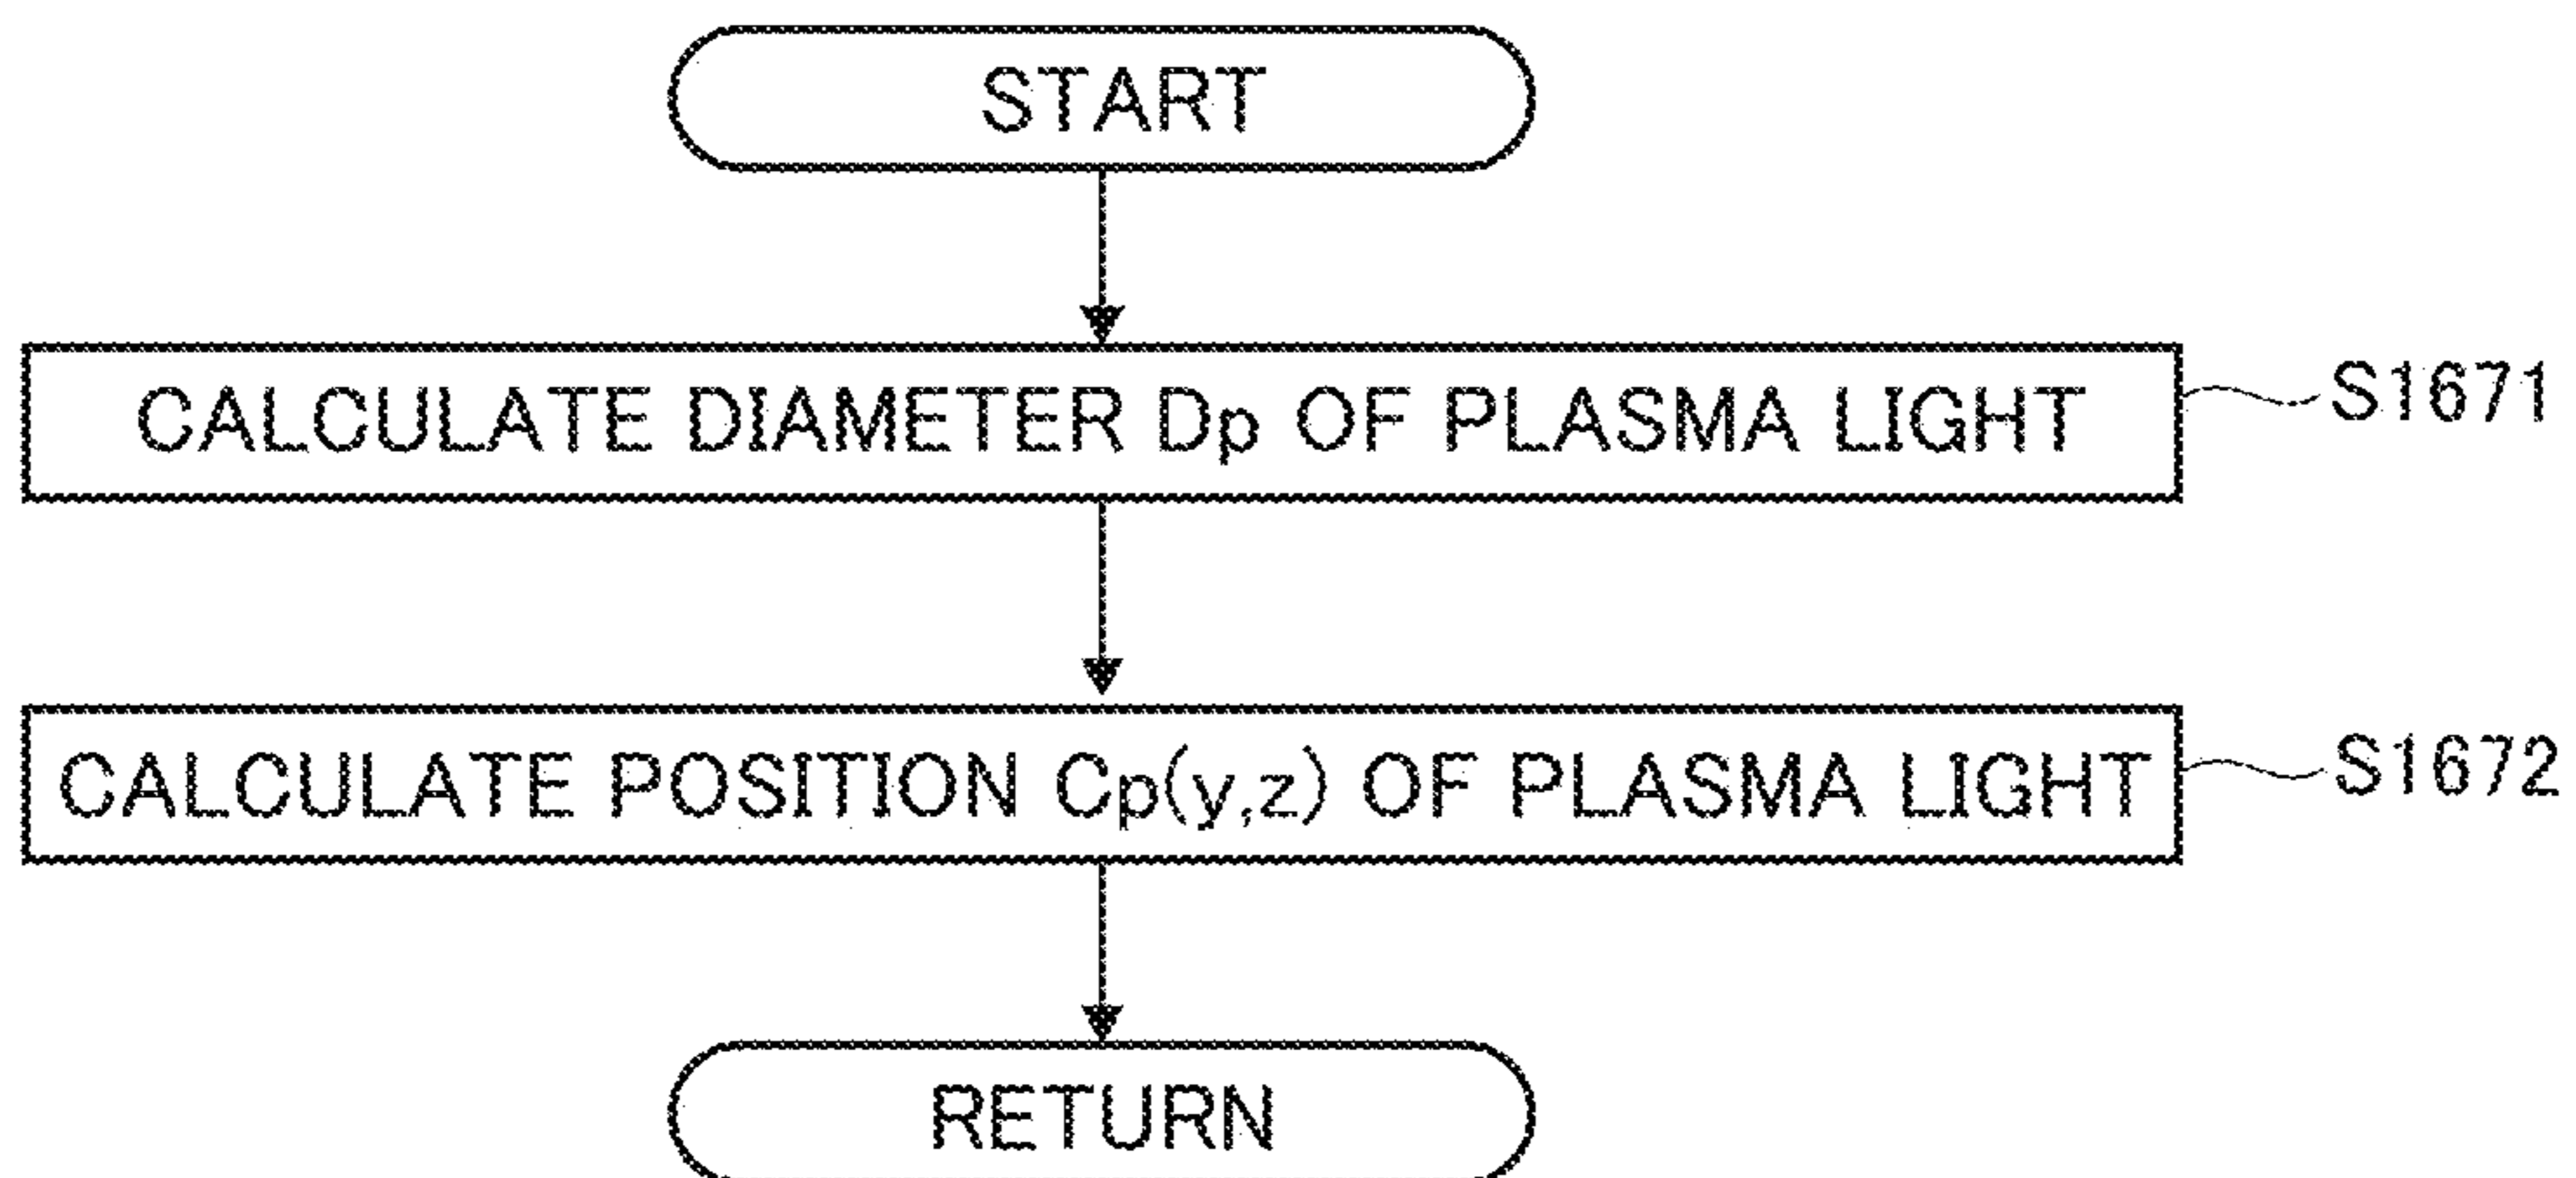 START
CALCULATE DIAMETER Dp OF PLASMA LIGHT
S1671
CALCULATE POSITION Cp(y,z) OF PLASMA LIGHT
S1672
RETURN